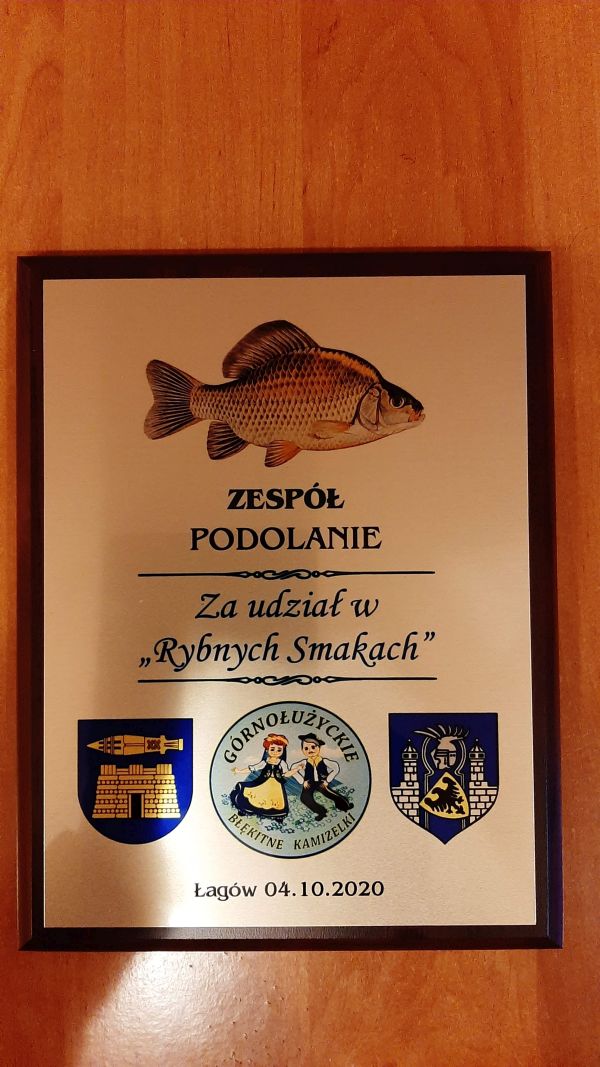 ZESPÓŁ
PODOLANIE
Za udział w
„Rybnych Smakach”
GÓRNOŁUŻYCKIE
BŁĘKITNE KAMIZELKI
Łagów 04.10.2020